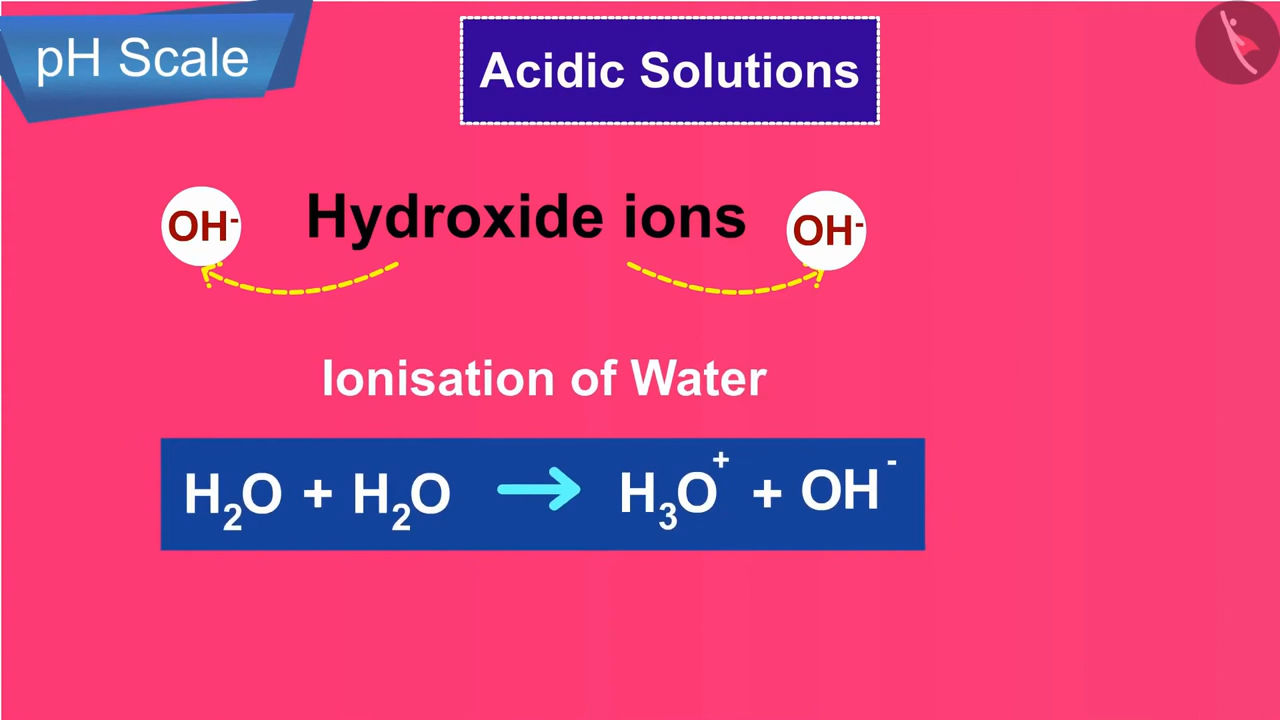 pH Scale
Acidic Solutions
OH⁻ Hydroxide ions OH⁻
Ionisation of Water
H₂O + H₂O → H₃O⁺ + OH⁻